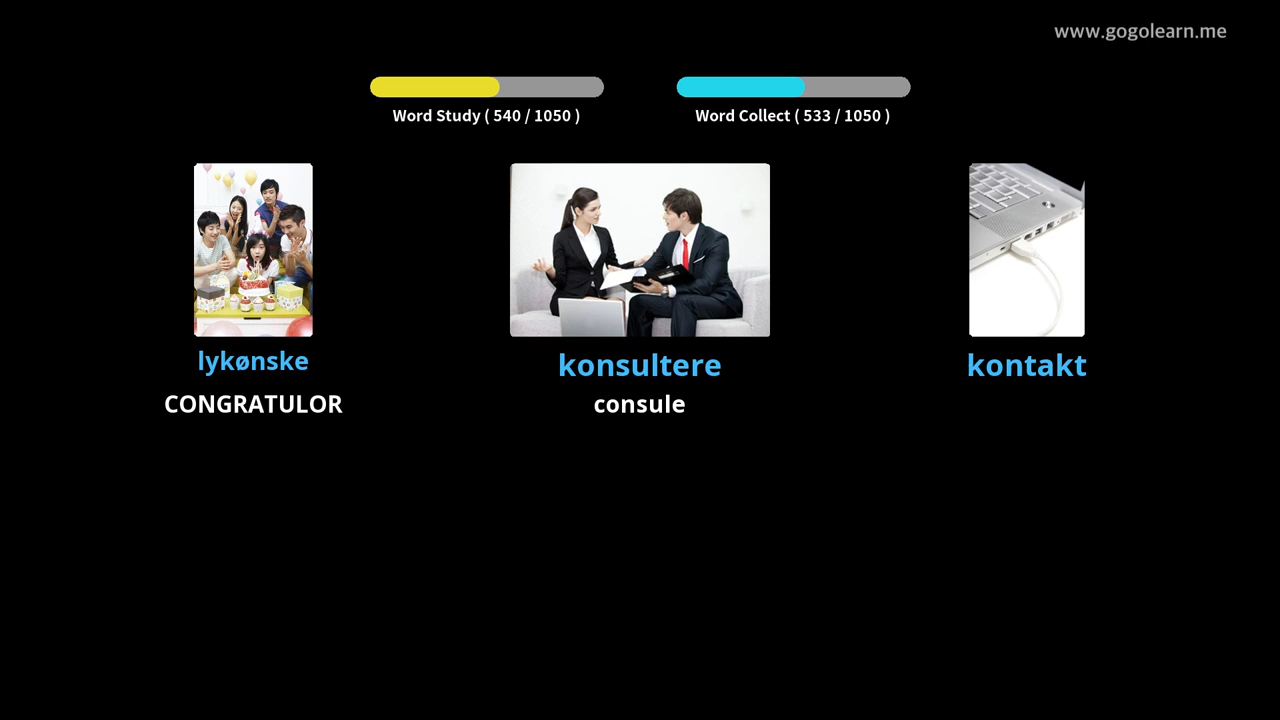 www.gogolearn.me
Word Study ( 540 / 1050 )
Word Collect ( 533 / 1050 )
lykønske
konsultere
kontakt
CONGRATULOR
consule